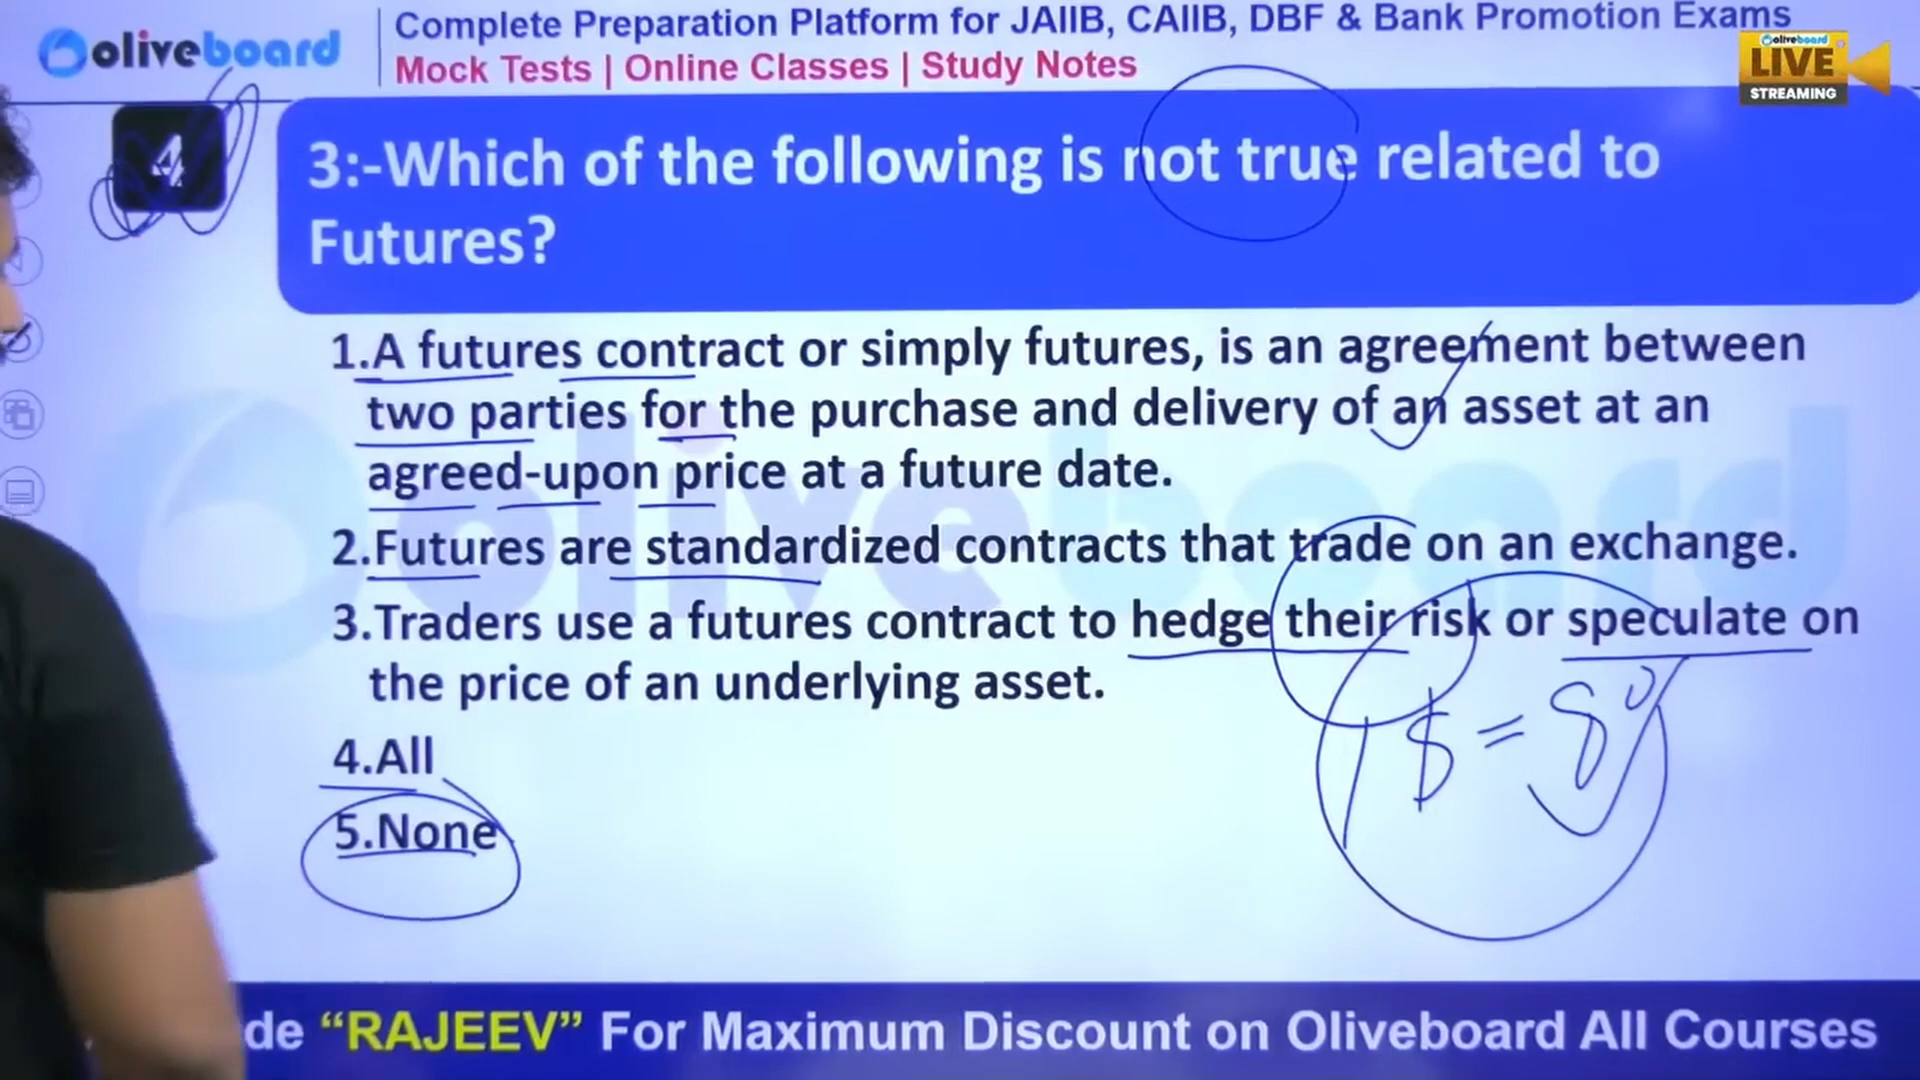 oliveboard
Complete Preparation Platform for JAIIB, CAIIB, DBF & Bank Promotion Exams
Mock Tests | Online Classes | Study Notes
oliveboard
LIVE
STREAMING
4
3:-Which of the following is not true related to
Futures?
1.A futures contract or simply futures, is an agreement between
two parties for the purchase and delivery of an asset at an
agreed-upon price at a future date.
2.Futures are standardized contracts that trade on an exchange.
3.Traders use a futures contract to hedge their risk or speculate on
the price of an underlying asset.
1 $ = 80
4.All
5.None
oliveboard
de “RAJEEV” For Maximum Discount on Oliveboard All Courses